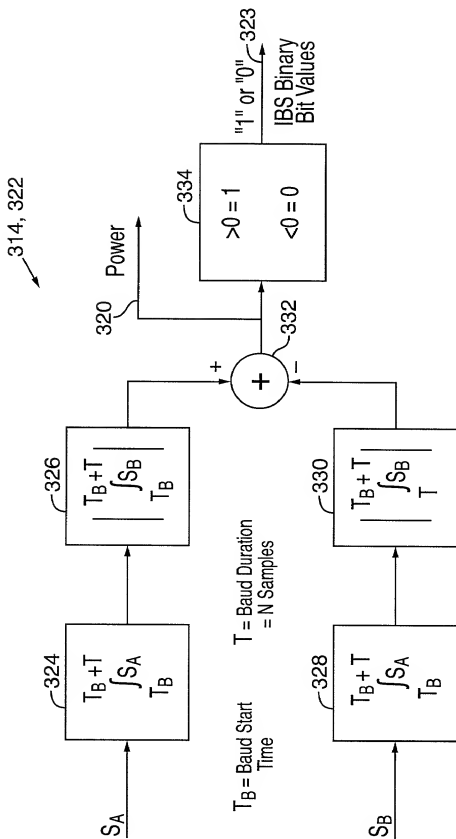 314, 322
S_A
324
T_B+T
∫S_A
T_B
326
T_B+T
|∫S_B|
T_B
320
Power
+
+
−
332
334
>0 = 1
<0 = 0
"1" or "0"
323
IBS Binary
Bit Values
T_B = Baud Start
Time
T = Baud Duration
= N Samples
S_B
328
T_B+T
∫S_A
T_B
330
T_B+T
|∫S_B|
T